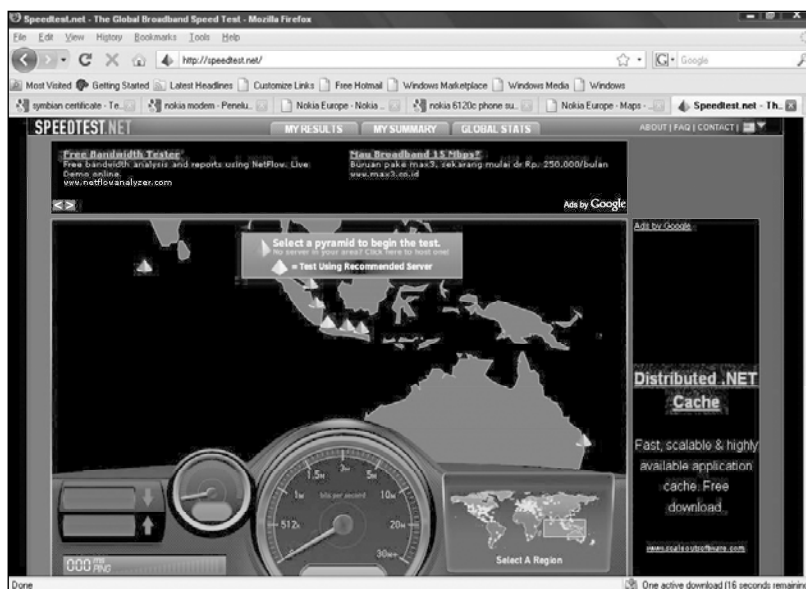 Speedtest.net - The Global Broadband Speed Test - Mozilla Firefox
File Edit View History Bookmarks Tools Help
http://speedtest.net/
G Google
Most Visited Getting Started Latest Headlines Customize Links Free Hotmail Windows Marketplace Windows Media Windows
symbian certificate - Te... nokia modem - Penelu... Nokia Europe - Nokia ... nokia 6120c phone su... Nokia Europe - Maps - ... Speedtest.net - Th...
SPEEDTEST.NET MY RESULTS MY SUMMARY GLOBAL STATS ABOUT | FAQ | CONTACT |
Free Bandwidth Tester
Free bandwidth analysis and reports using NetFlow. Live
Demo online.
www.netflowanalyzer.com
Mau Broadband 15 Mbps?
Buruan pake max3, sekarang mulai dr Rp. 250.000/bulan
www.max3.co.id
Ads by Google
Select a pyramid to begin the test.
No server in your area? Click here to host one!
= Test Using Recommended Server
Ads by Google
Distributed .NET
Cache
Fast, scalable & highly
available application
cache. Free
download.
www.scaleoutsoftware.com
0 512k 1M 1.5M 3M 5M 10M 20M 30M+
bits per second
000 ms
PING
Select A Region
Done One active download (16 seconds remaining